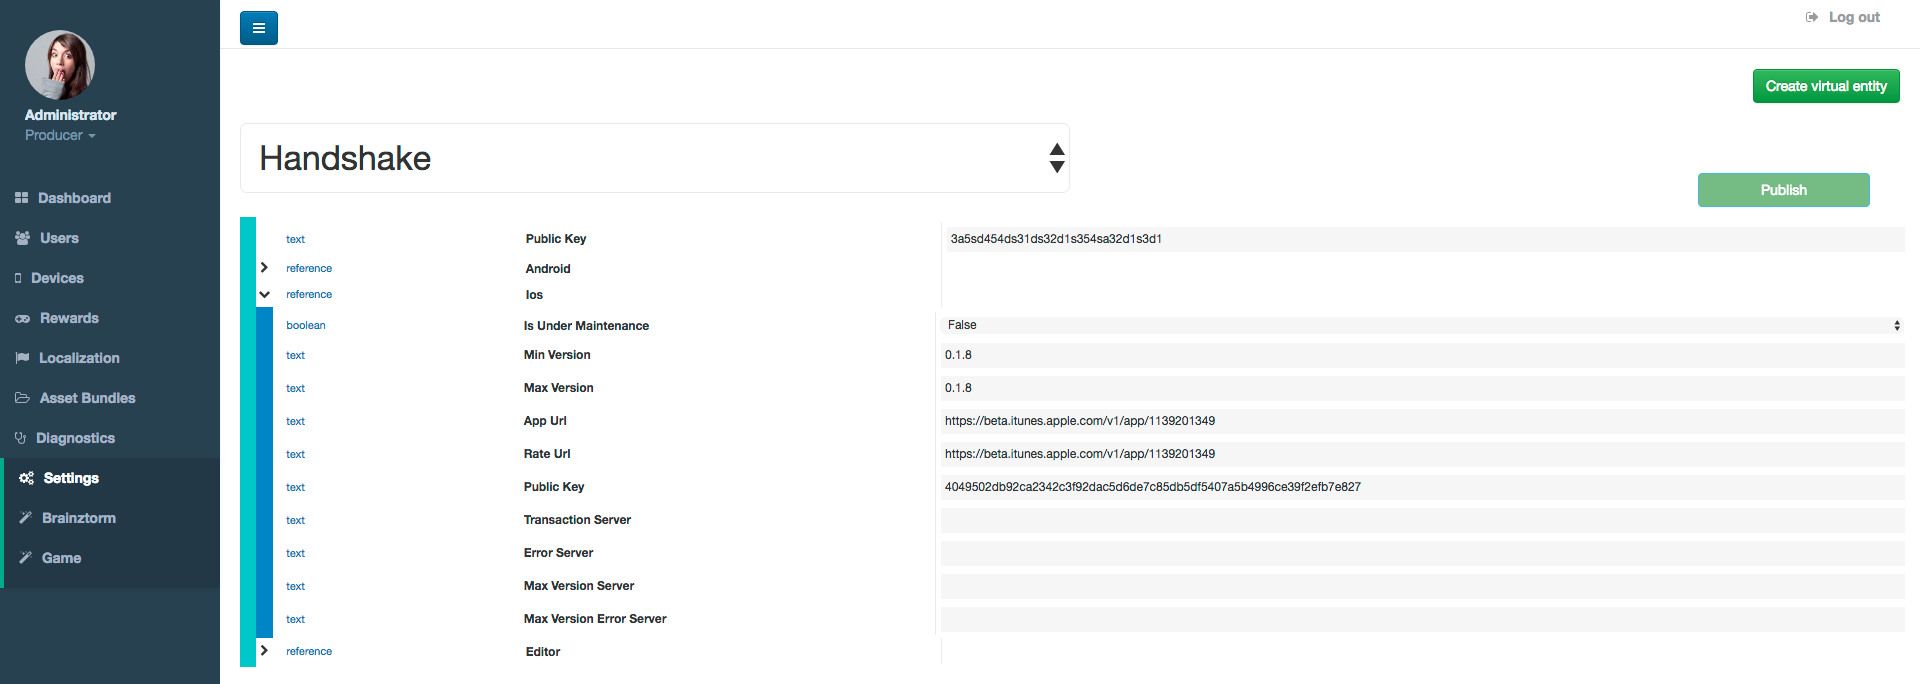 Log out
Administrator
Producer
Dashboard
Users
Devices
Rewards
Localization
Asset Bundles
Diagnostics
Settings
Brainztorm
Game
Create virtual entity
Handshake
Publish
text Public Key 3a5sd454ds31ds32d1s354sa32d1s3d1
reference Android
reference Ios
boolean Is Under Maintenance False
text Min Version 0.1.8
text Max Version 0.1.8
text App Url https://beta.itunes.apple.com/v1/app/1139201349
text Rate Url https://beta.itunes.apple.com/v1/app/1139201349
text Public Key 4049502db92ca2342c3f92dac5d6de7c85db5df5407a5b4996ce39f2efb7e827
text Transaction Server
text Error Server
text Max Version Server
text Max Version Error Server
reference Editor